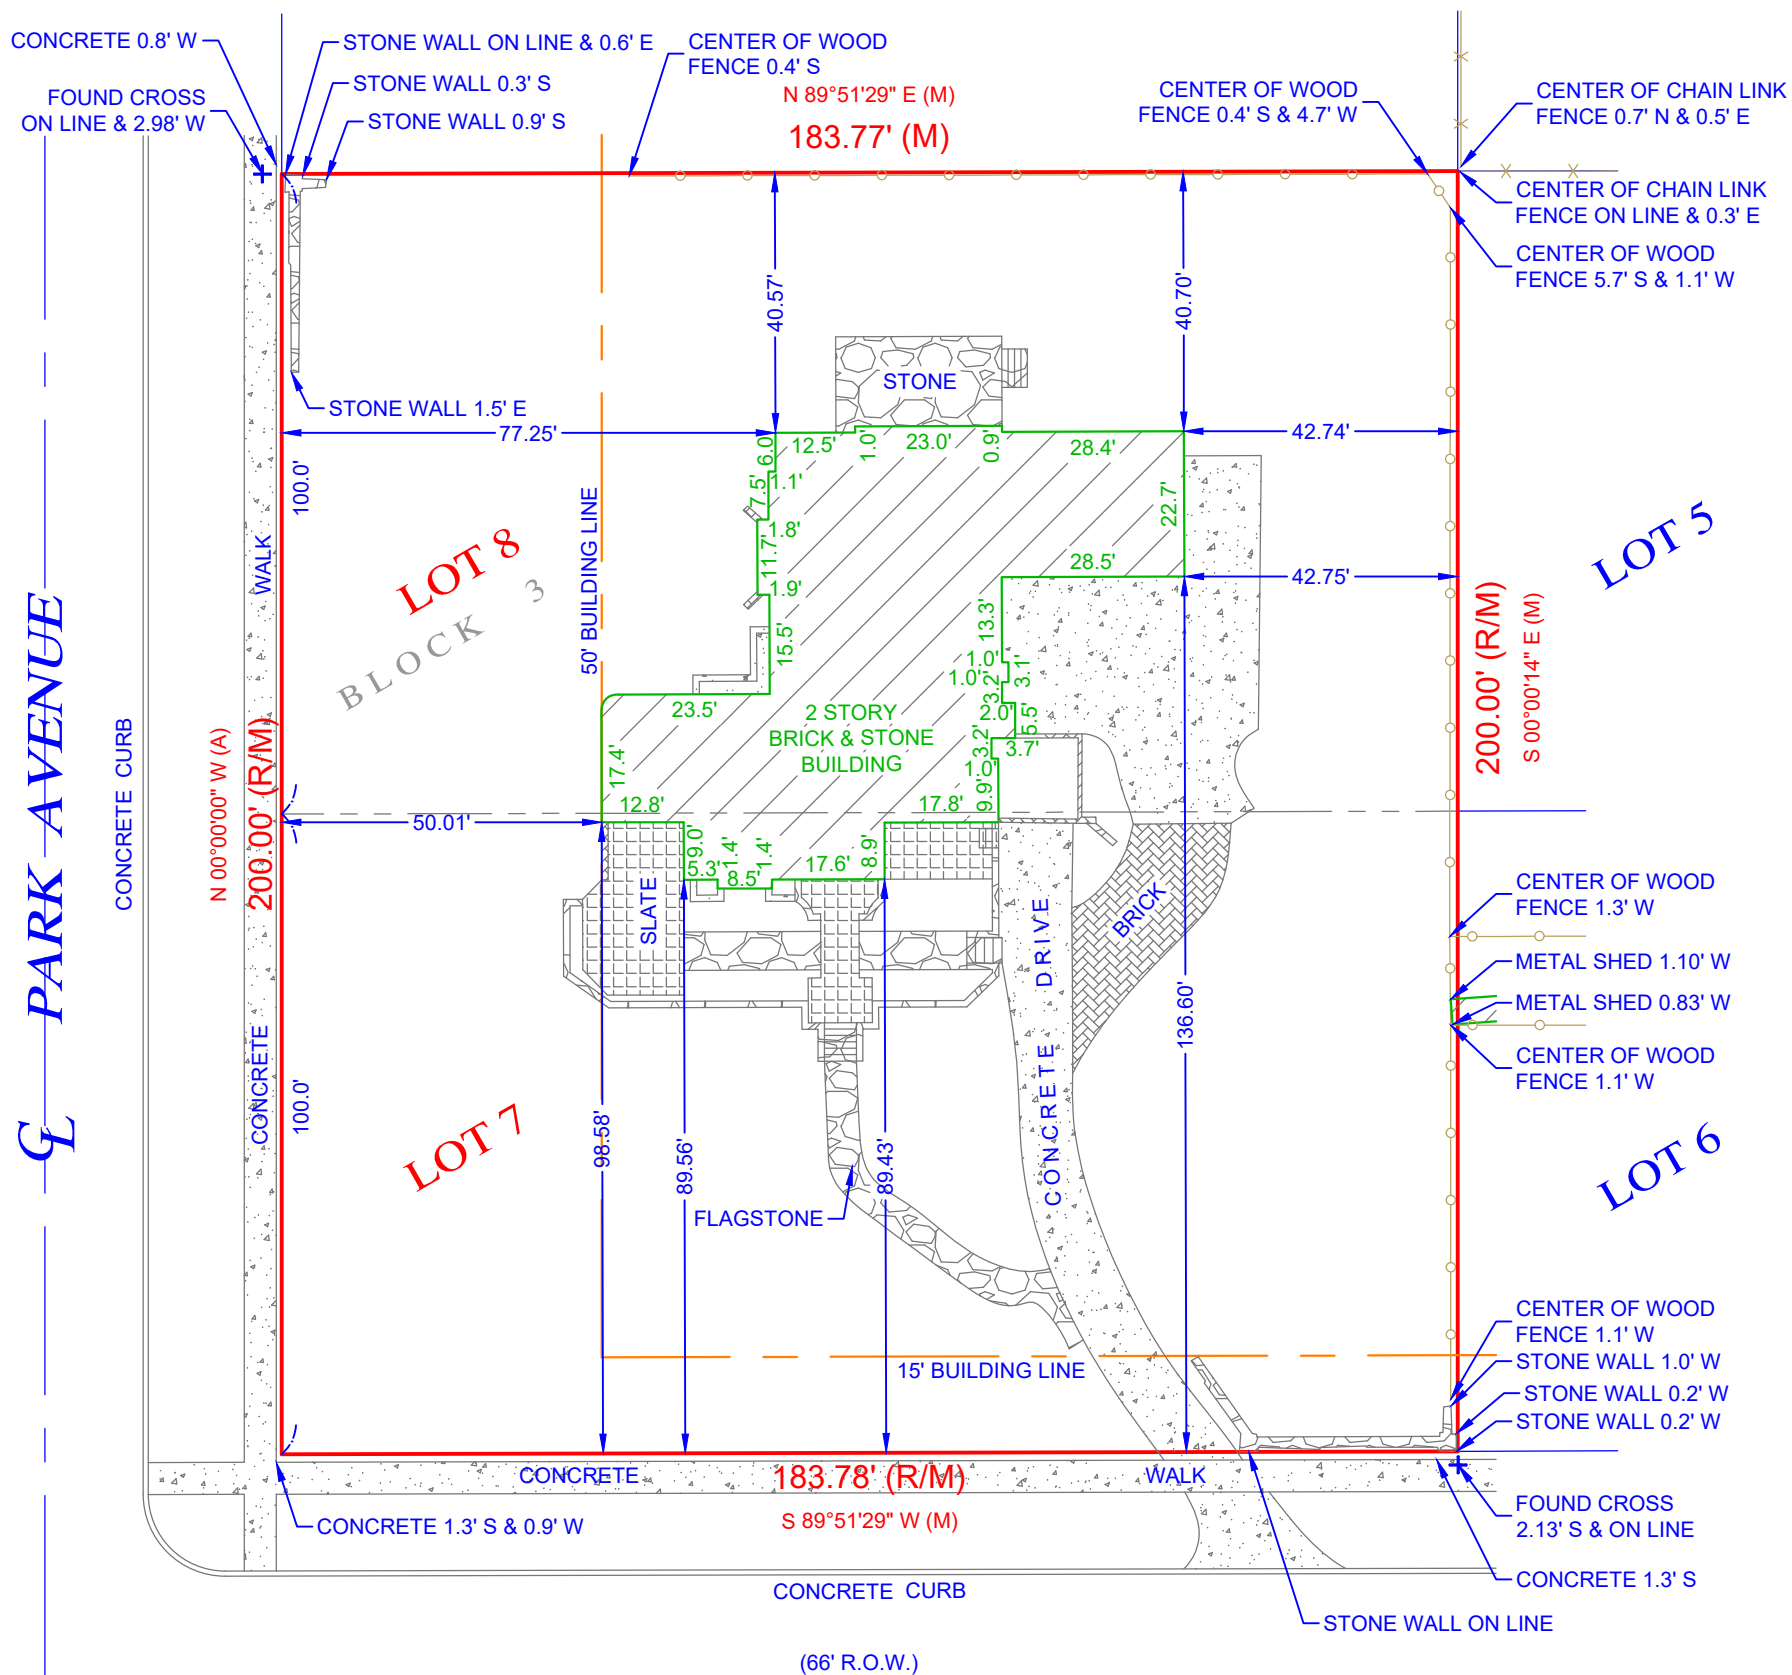 CONCRETE 0.8' W
STONE WALL ON LINE & 0.6' E
CENTER OF WOOD
FENCE 0.4' S
STONE WALL 0.3' S
FOUND CROSS
ON LINE & 2.98' W
STONE WALL 0.9' S
N 89°51'29" E (M)
183.77' (M)
CENTER OF WOOD
FENCE 0.4' S & 4.7' W
CENTER OF CHAIN LINK
FENCE 0.7' N & 0.5' E
CENTER OF CHAIN LINK
FENCE ON LINE & 0.3' E
CENTER OF WOOD
FENCE 5.7' S & 1.1' W
40.57'
40.70'
STONE
STONE WALL 1.5' E
77.25'
42.74'
6.0'
12.5'
1.0'
23.0'
0.9'
28.4'
100.0'
7.5'
1.1'
22.7'
1.8'
11.7'
1.9'
28.5'
42.75'
WALK
LOT 8
BLOCK 3
50' BUILDING LINE
LOT 5
15.5'
13.3'
1.0'
3.1'
1.0'
3.2'
2.0'
5.5'
3.2'
3.7'
1.0'
9.9'
23.5'
2 STORY
BRICK & STONE
BUILDING
17.4'
12.8'
17.8'
50.01'
9.0'
5.3'
1.4'
8.5'
1.4'
17.6'
8.9'
200.00' (R/M)
S 00°00'14" E (M)
N 00°00'00" W (A)
200.00' (R/M)
CONCRETE CURB
CL
PARK AVENUE
SLATE
BRICK
CONCRETE DRIVE
CENTER OF WOOD
FENCE 1.3' W
METAL SHED 1.10' W
METAL SHED 0.83' W
CENTER OF WOOD
FENCE 1.1' W
136.60'
CONCRETE
100.0'
LOT 7
98.58'
89.56'
89.43'
LOT 6
FLAGSTONE
15' BUILDING LINE
CENTER OF WOOD
FENCE 1.1' W
STONE WALL 1.0' W
STONE WALL 0.2' W
STONE WALL 0.2' W
CONCRETE
183.78' (R/M)
WALK
S 89°51'29" W (M)
CONCRETE 1.3' S & 0.9' W
FOUND CROSS
2.13' S & ON LINE
CONCRETE 1.3' S
CONCRETE CURB
STONE WALL ON LINE
(66' R.O.W.)